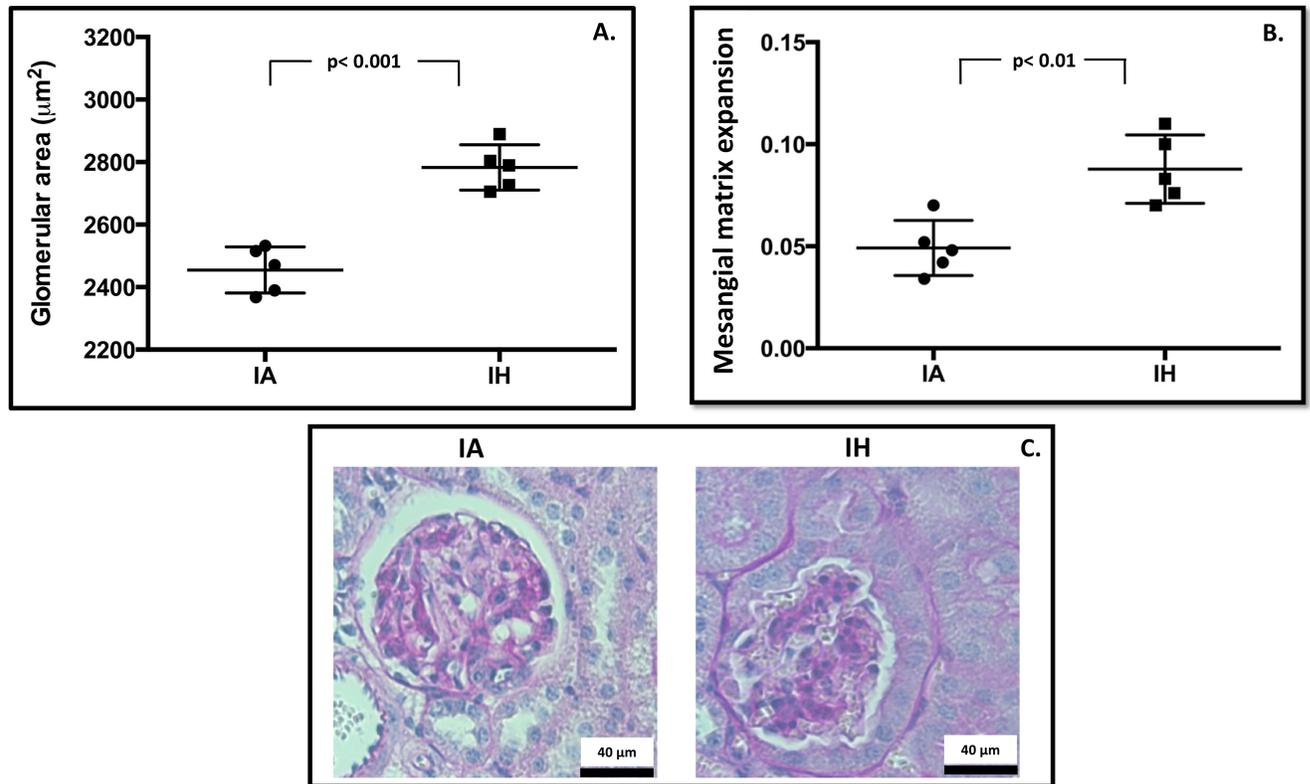 A.
Glomerular area (μm²)
3200
3000
2800
2600
2400
2200
p< 0.001
IA
IH
B.
Mesangial matrix expansion
0.15
0.10
0.05
0.00
p< 0.01
IA
IH
IA
IH
C.
40 μm
40 μm